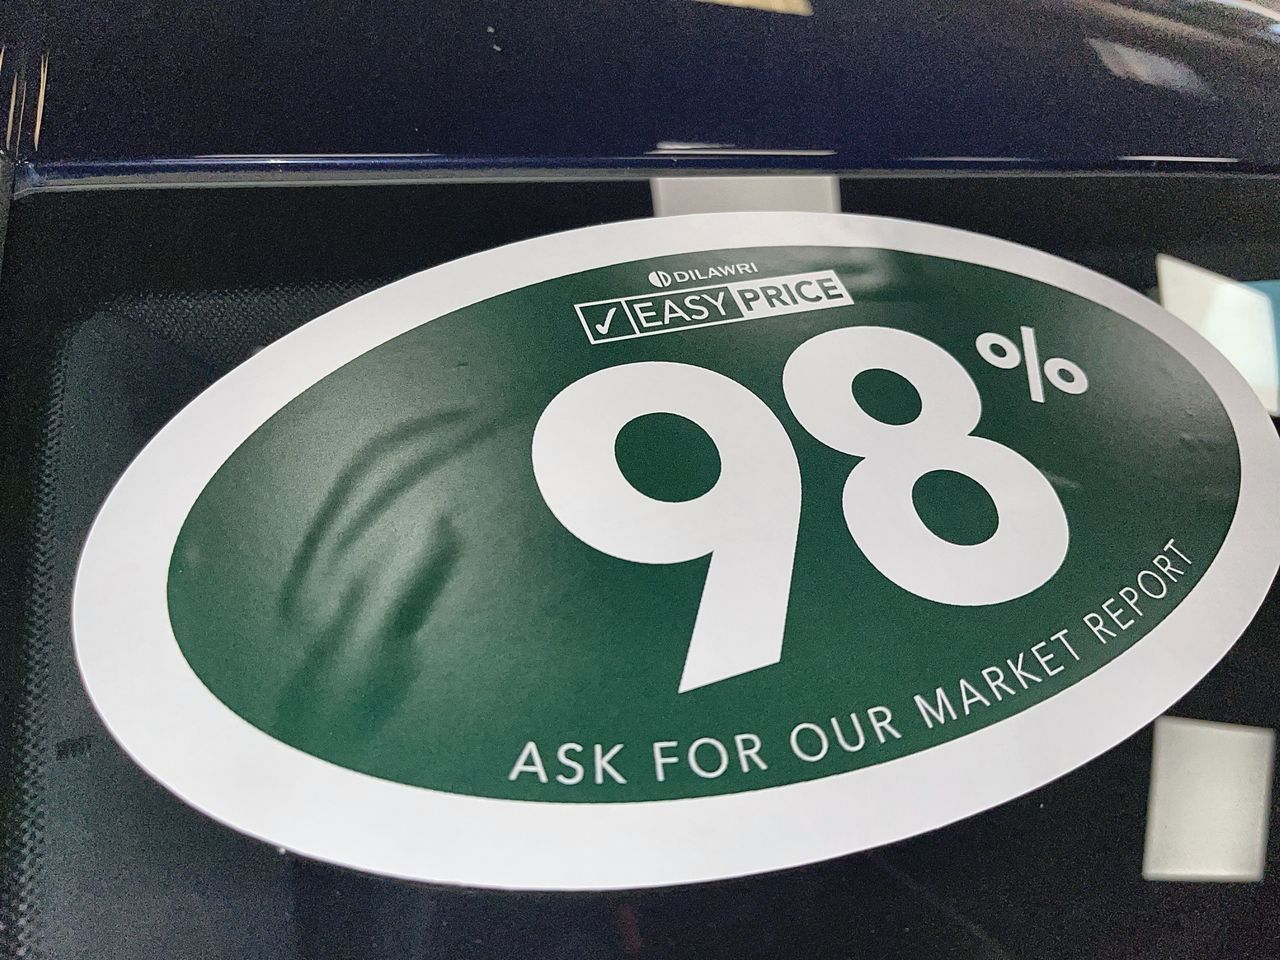 DILAWRI
✓ EASY PRICE
98%
ASK FOR OUR MARKET REPORT